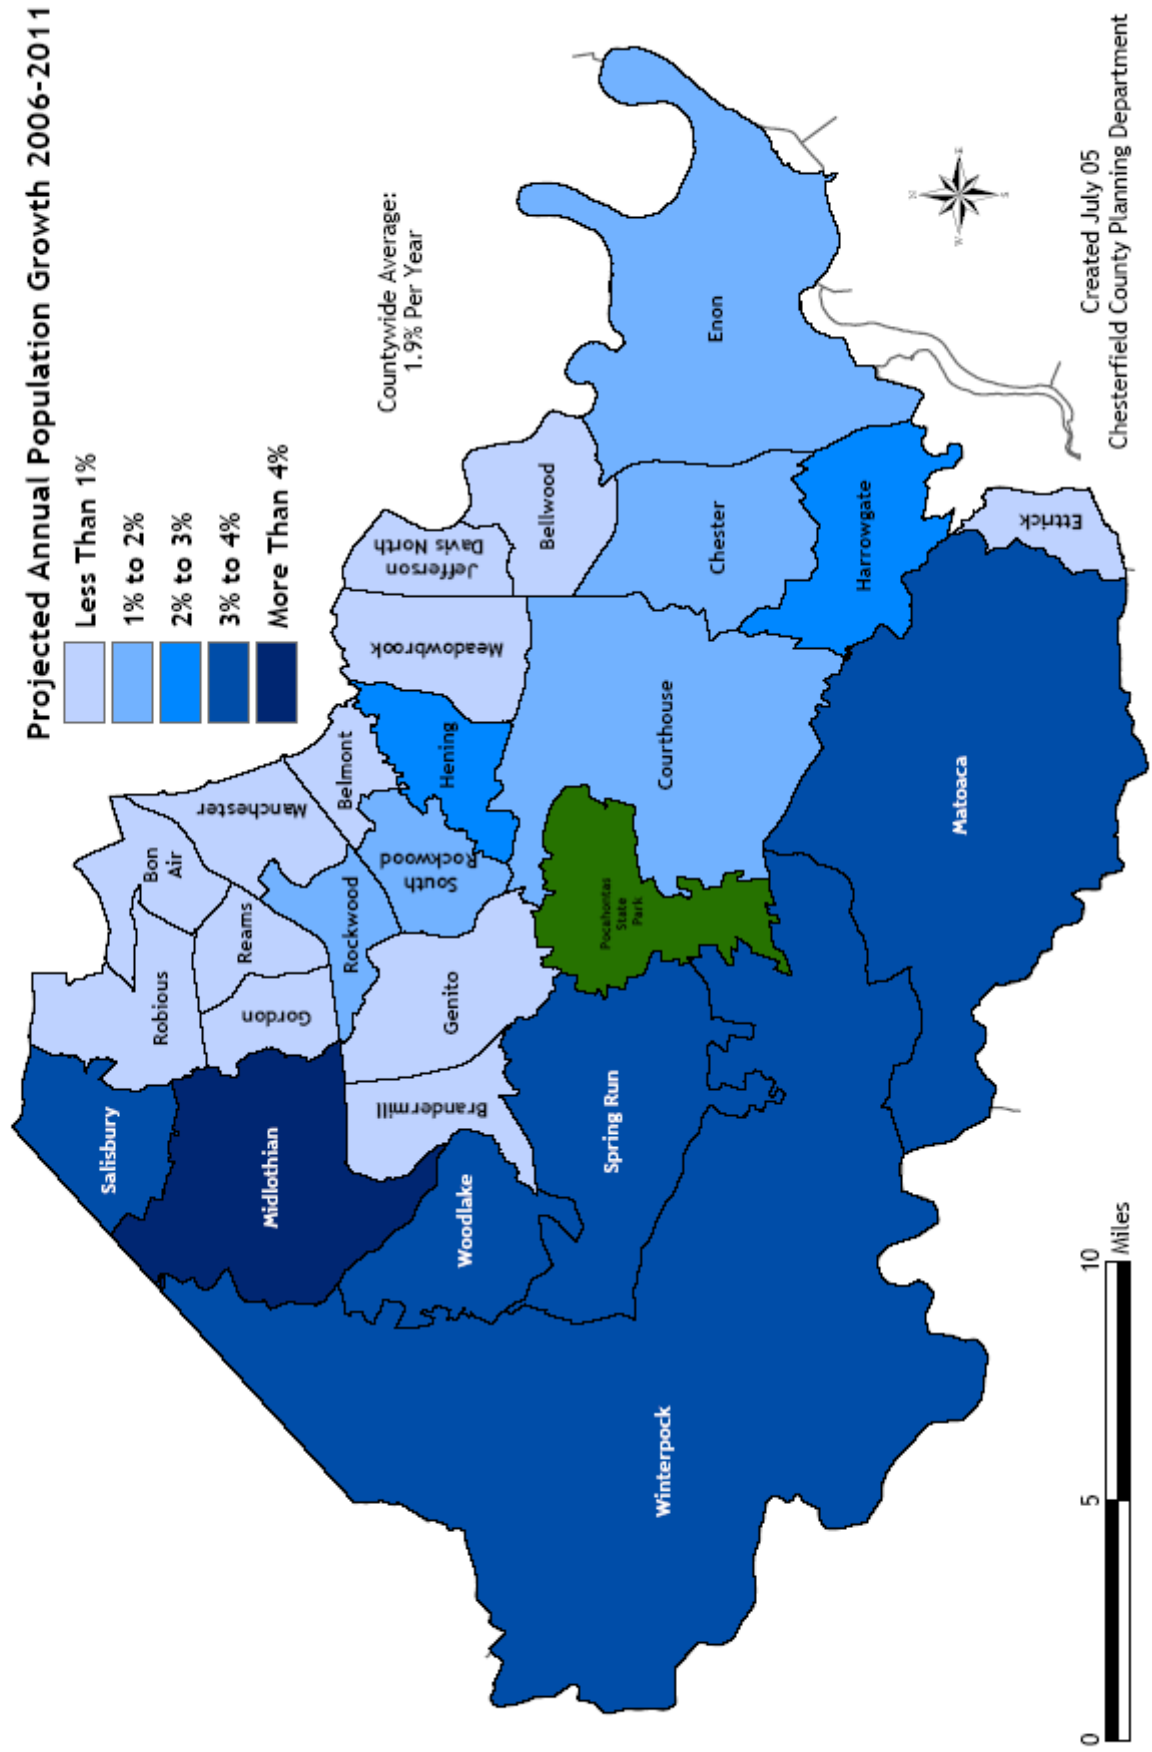 Projected Annual Population Growth 2006-2011
Less Than 1%
1% to 2%
2% to 3%
3% to 4%
More Than 4%
Countywide Average:
1.9% Per Year
Salisbury
Robious
Bon
Air
Midlothian
Gordon
Reams
Manchester
Rockwood
Belmont
Brandermill
Genito
South
Rockwood
Hening
Meadowbrook
Jefferson
Davis North
Bellwood
Woodlake
Spring Run
Pocahontas
State
Park
Courthouse
Chester
Enon
Winterpock
Matoaca
Harrowgate
Ettrick
N
W
E
S
0
5
10
Miles
Created July 05
Chesterfield County Planning Department